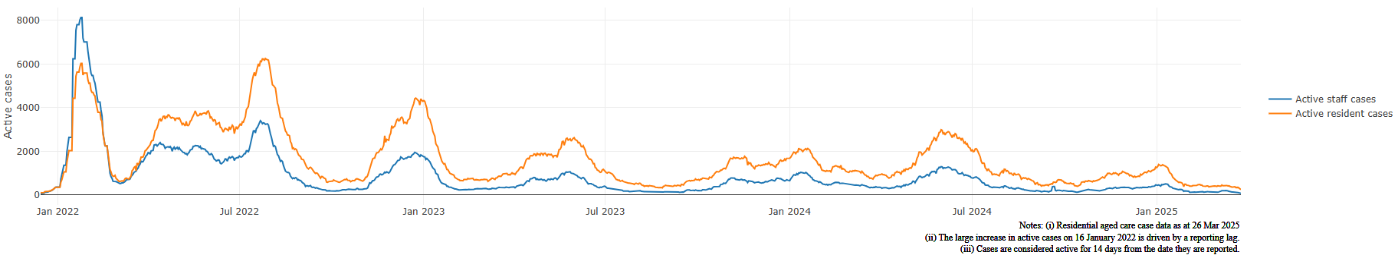 8000
6000
4000
2000
0
Active cases
Jan 2022
Jul 2022
Jan 2023
Jul 2023
Jan 2024
Jul 2024
Jan 2025
Active staff cases
Active resident cases
Notes: (i) Residential aged care case data as at 26 Mar 2025
(ii) The large increase in active cases on 16 January 2022 is driven by a reporting lag.
(iii) Cases are considered active for 14 days from the date they are reported.